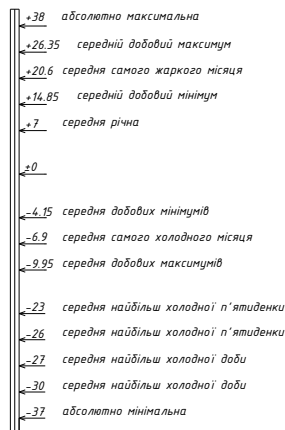 +38 абсолютно максимальна
+26.35 середній добовий максимум
+20.6 середня самого жаркого місяця
+14.85 середній добовий мінімум
+7 середня річна
±0
-4.15 середня добових мінімумів
-6.9 середня самого холодного місяця
-9.95 середня добових максимумів
-23 середня найбільш холодної п'ятиденки
-26 середня найбільш холодної п'ятиденки
-27 середня найбільш холодної доби
-30 середня найбільш холодної доби
-37 абсолютно мінімальна